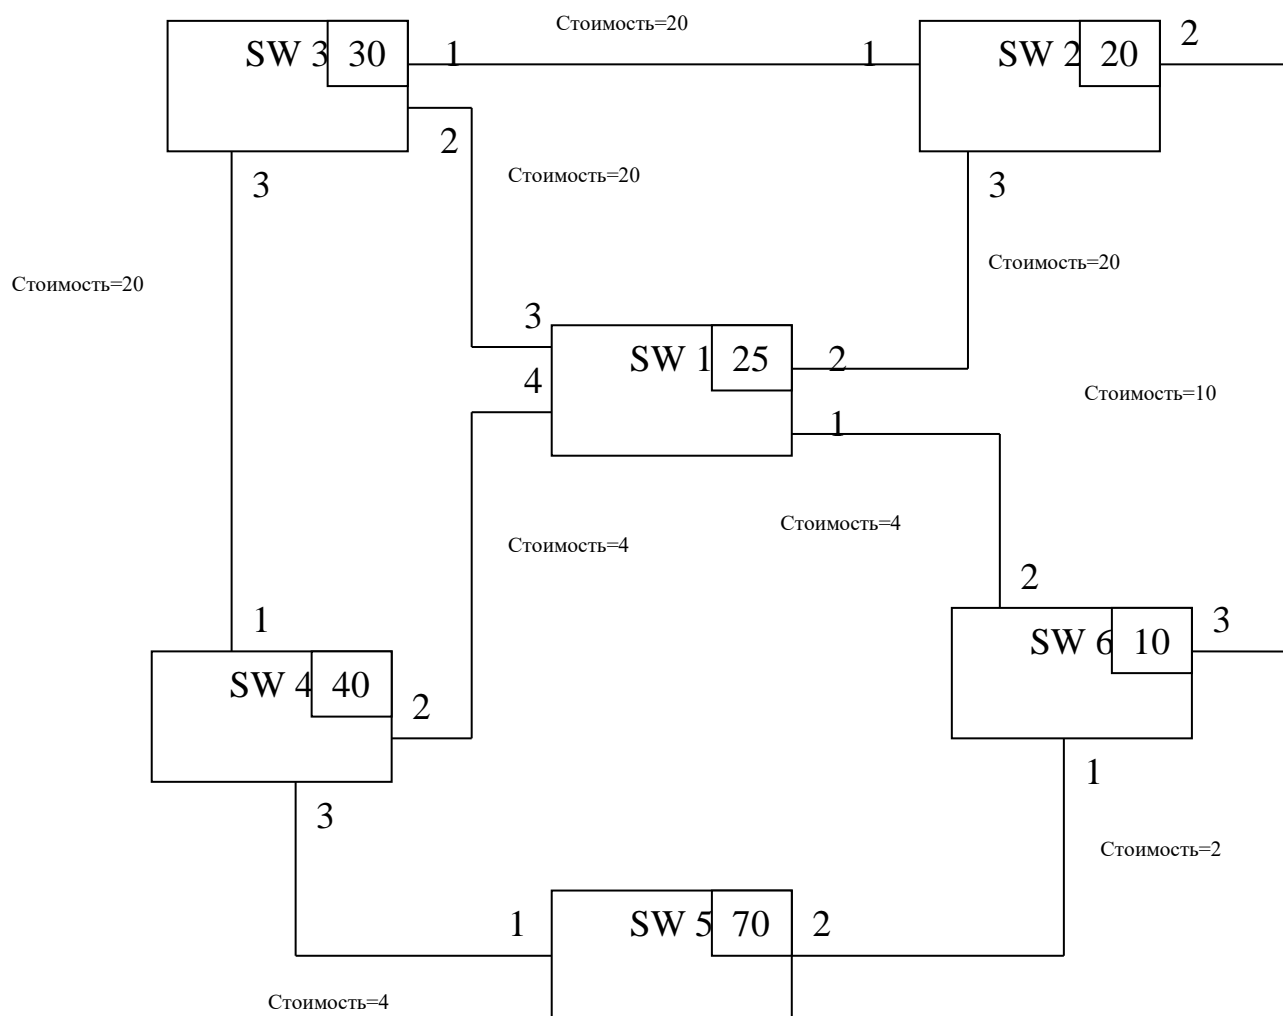 Стоимость=20
SW 3 30 1 1 SW 2 20 2
2
3 Стоимость=20 3
Стоимость=20
Стоимость=20
3
SW 1 25 2
4
Стоимость=10
1
Стоимость=4
Стоимость=4
2
1 3
SW 6 10
SW 4 40 2
1
3
Стоимость=2
1 SW 5 70 2
Стоимость=4